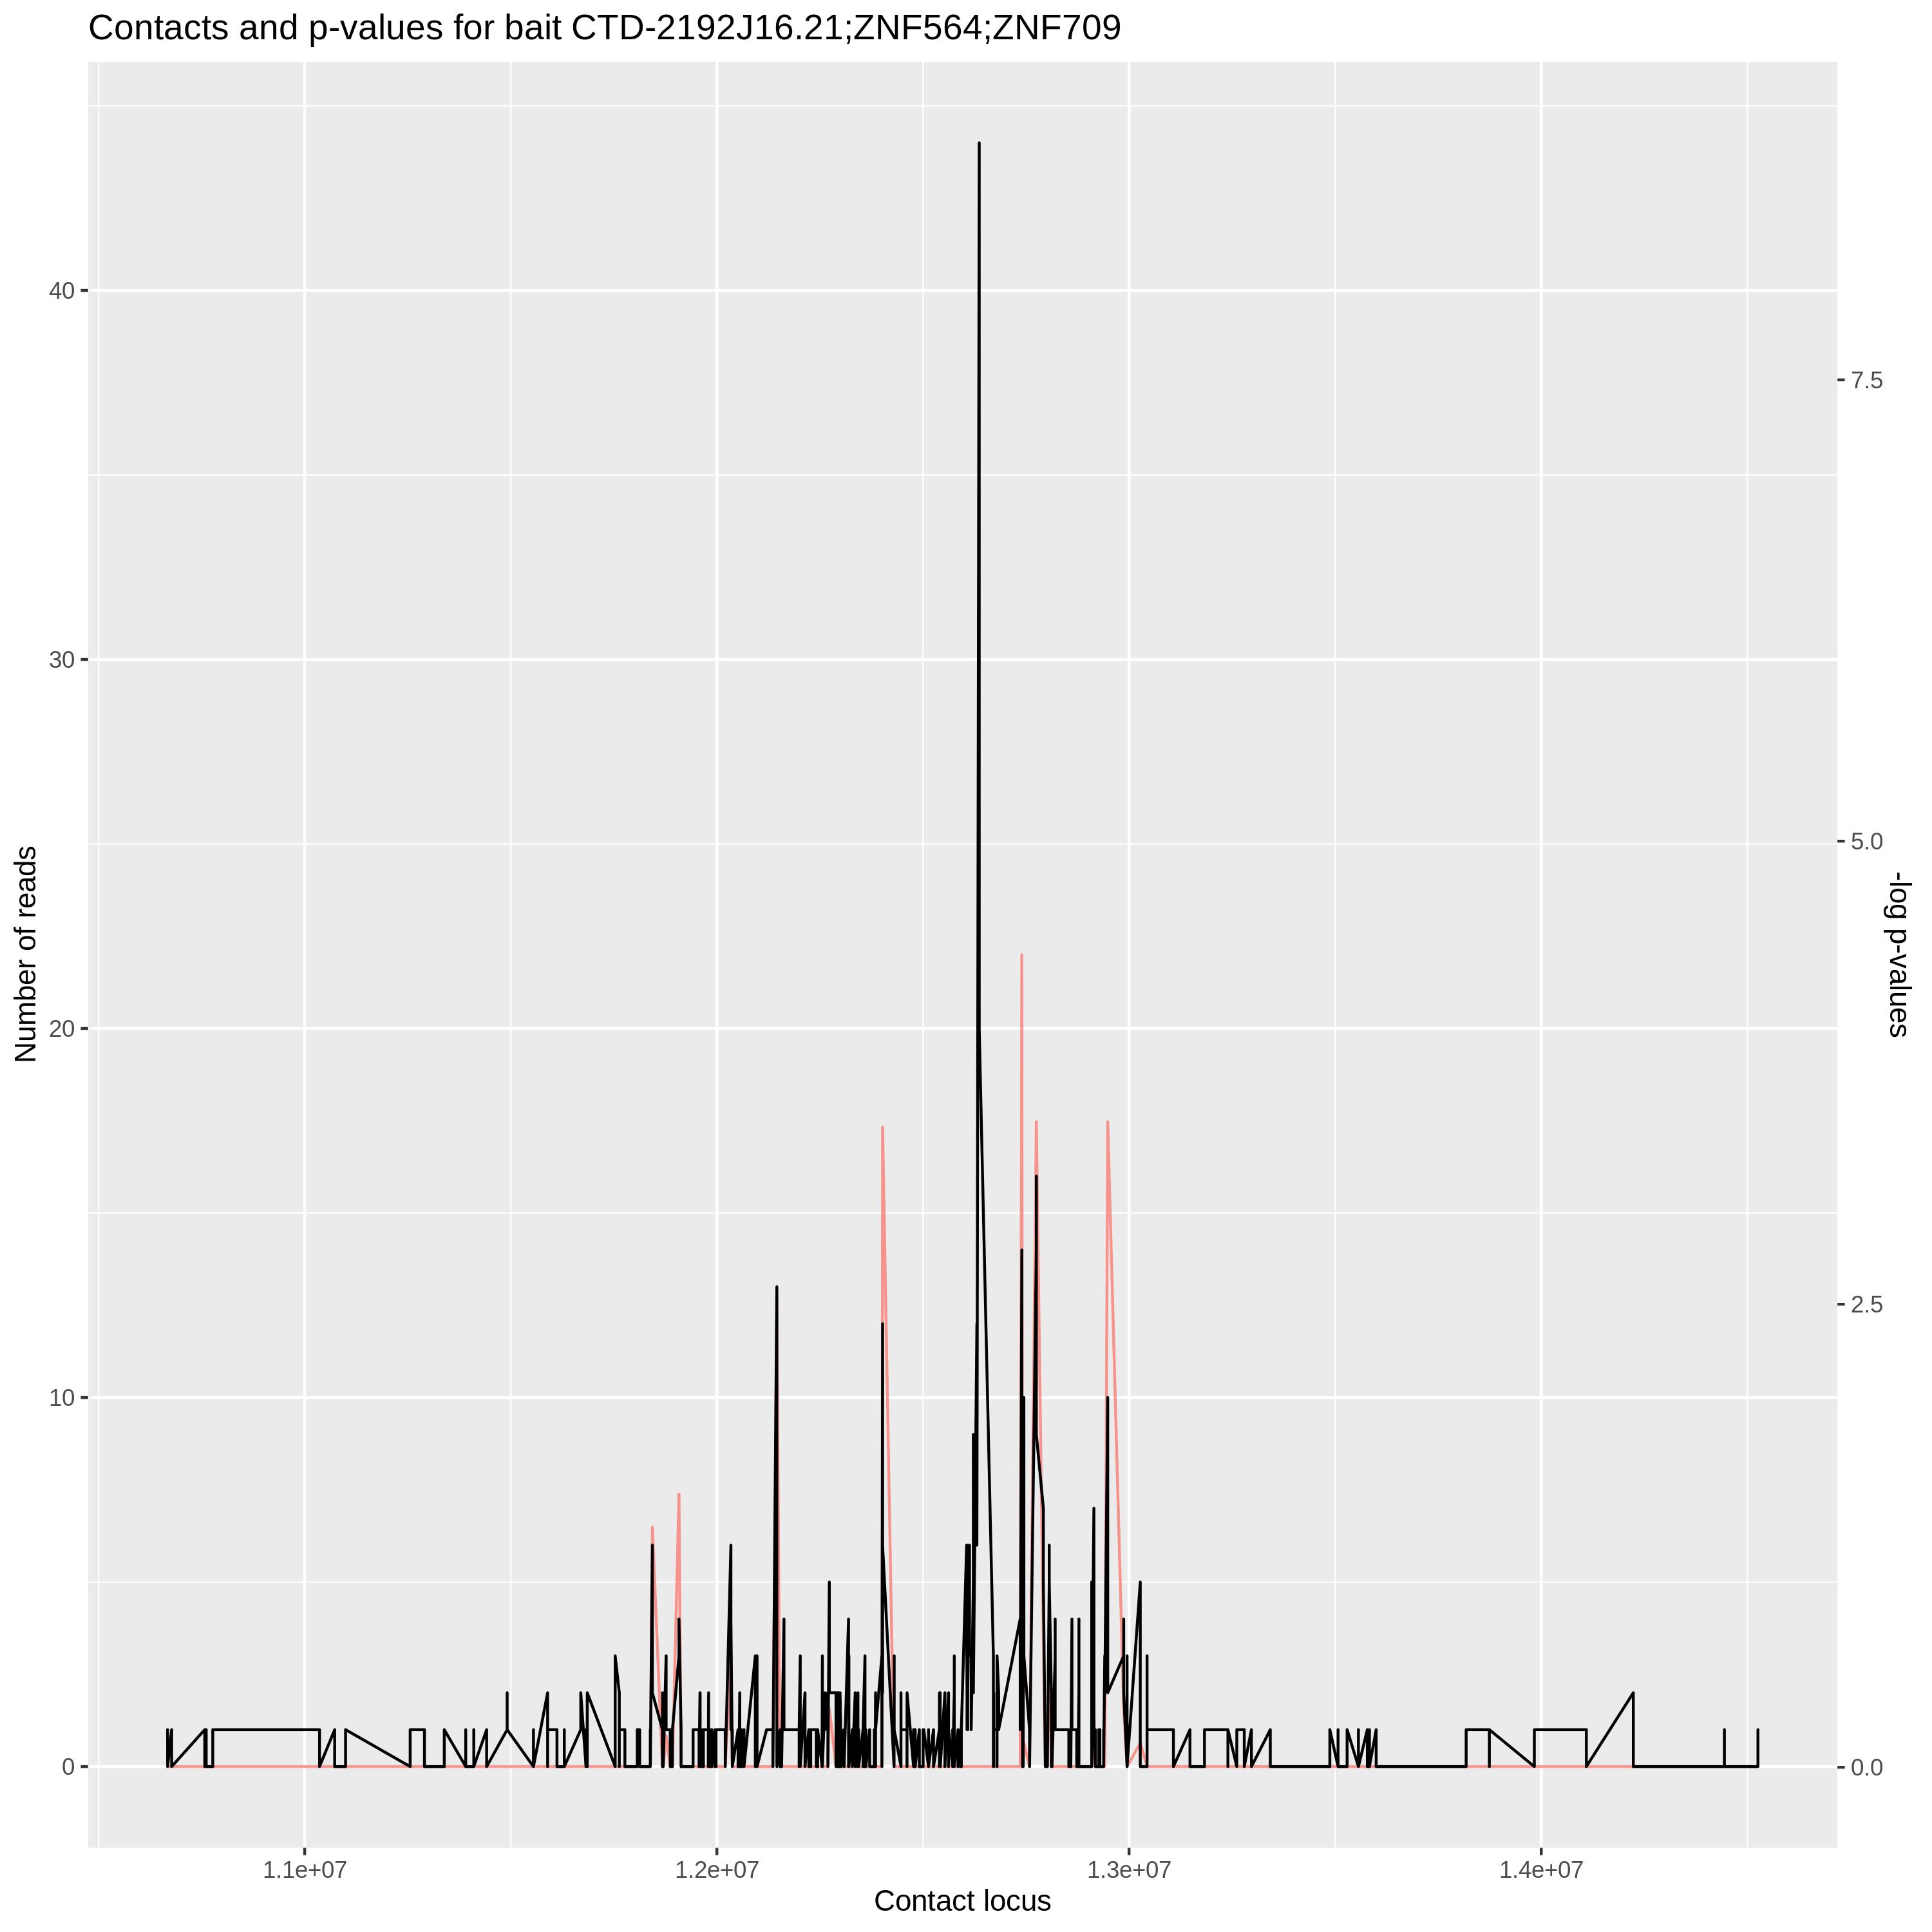 Contacts and p-values for bait CTD-2192J16.21;ZNF564;ZNF709
Number of reads
40
30
20
10
0
7.5
5.0
2.5
0.0
-log p-values
1.1e+07
1.2e+07
1.3e+07
1.4e+07
Contact locus